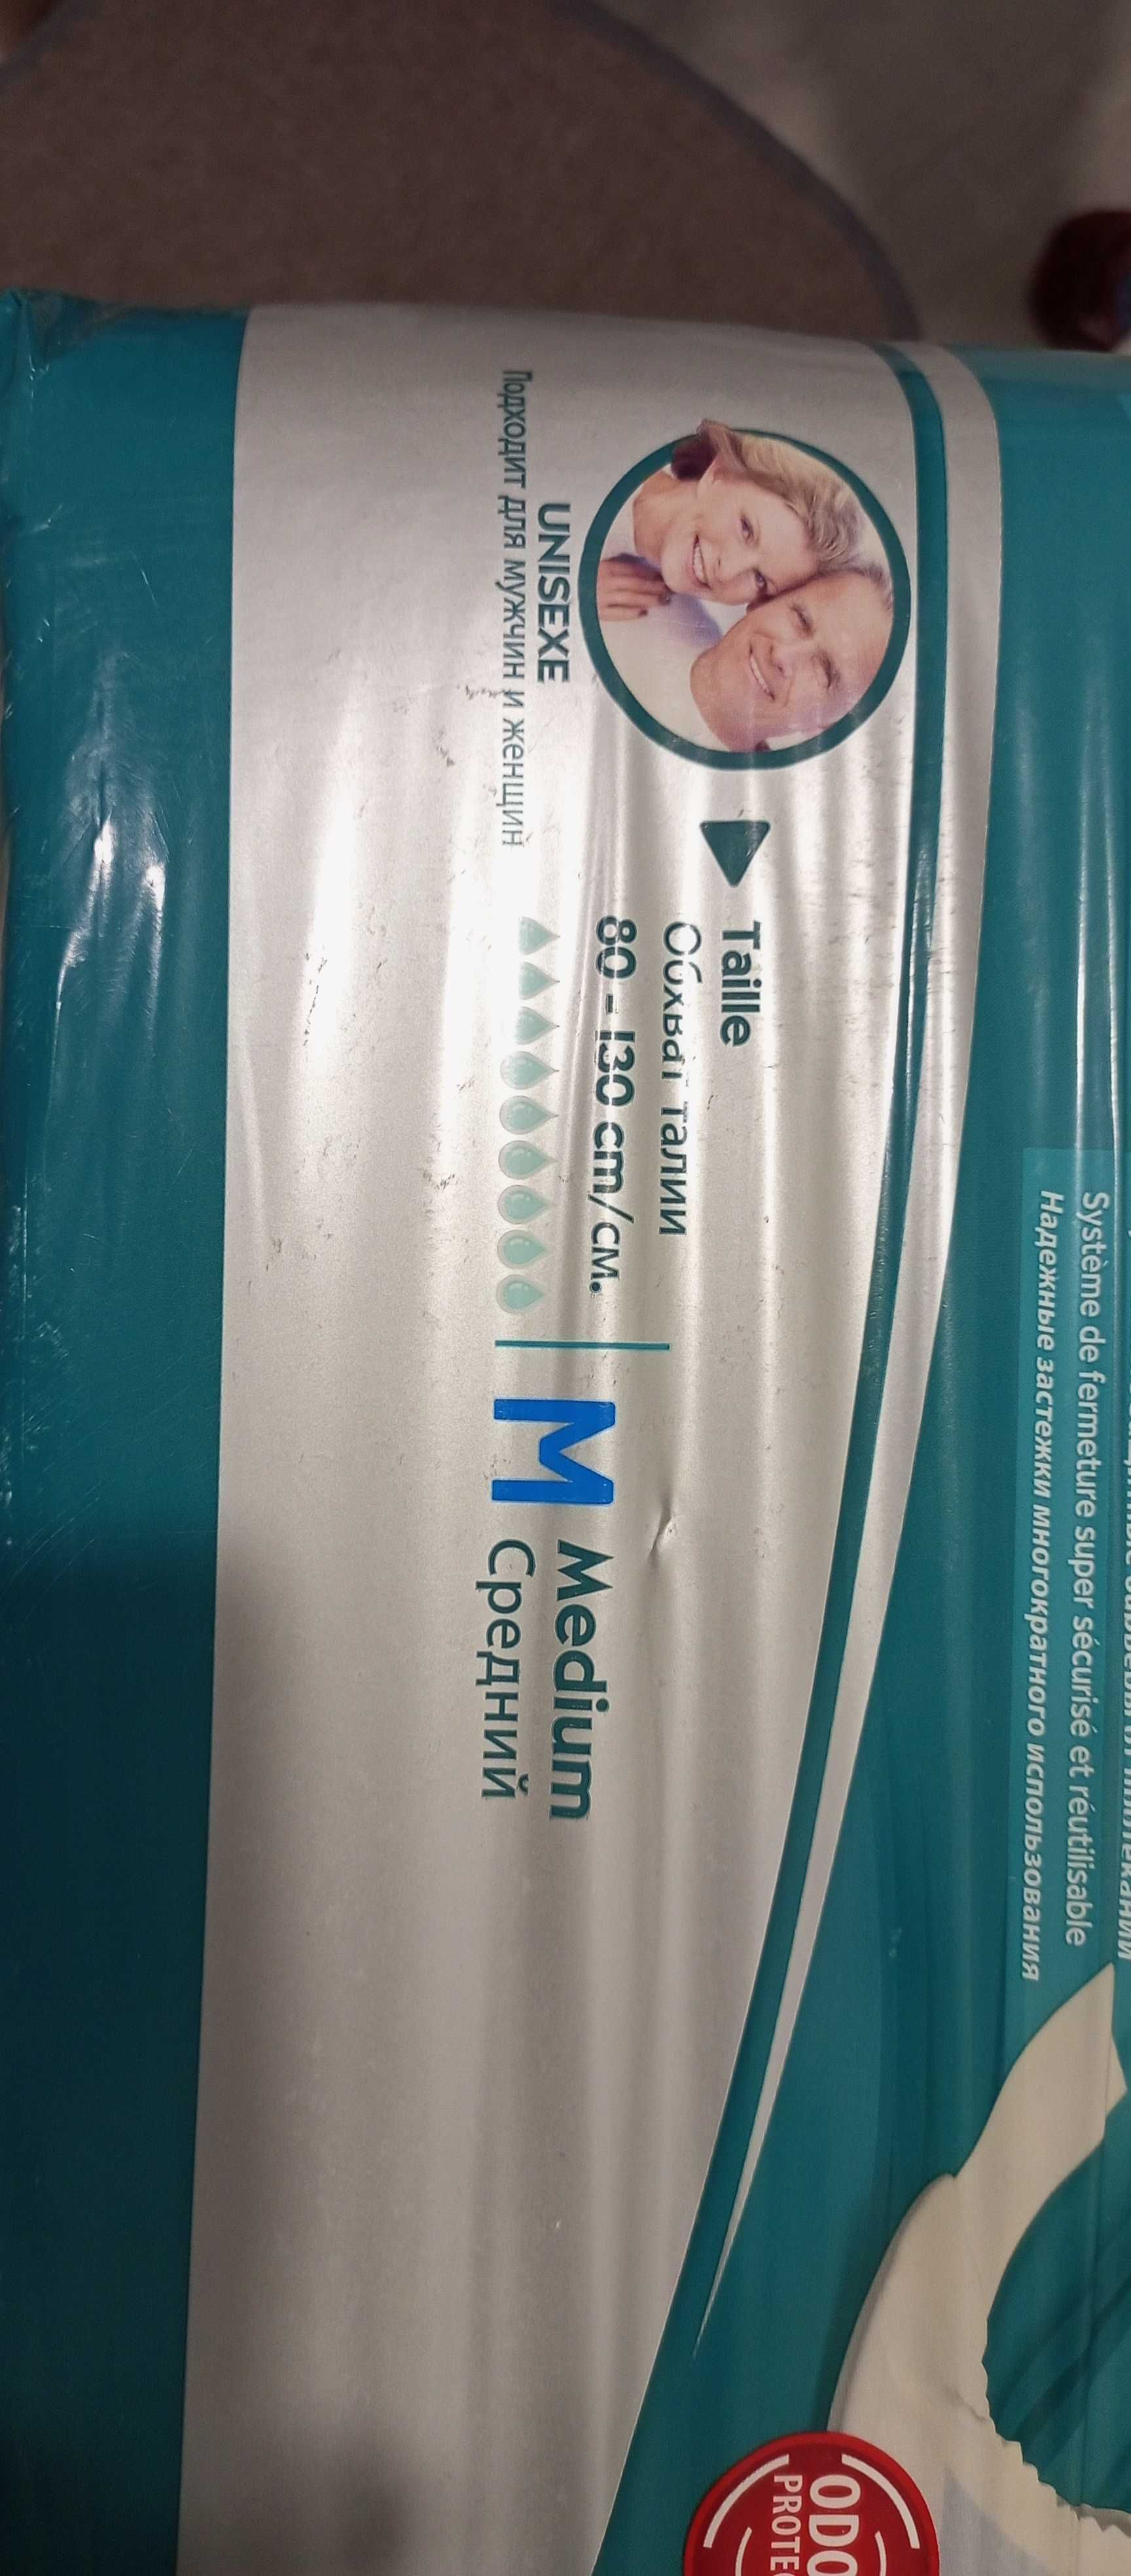 Système de fermeture super sécurisé et réutilisable
Надежные застежки многократного использования
Taille
Обхват талии
80 - 130 cm/см.
UNISEXE
Подходит для мужчин и женщин
M
Medium
Средний